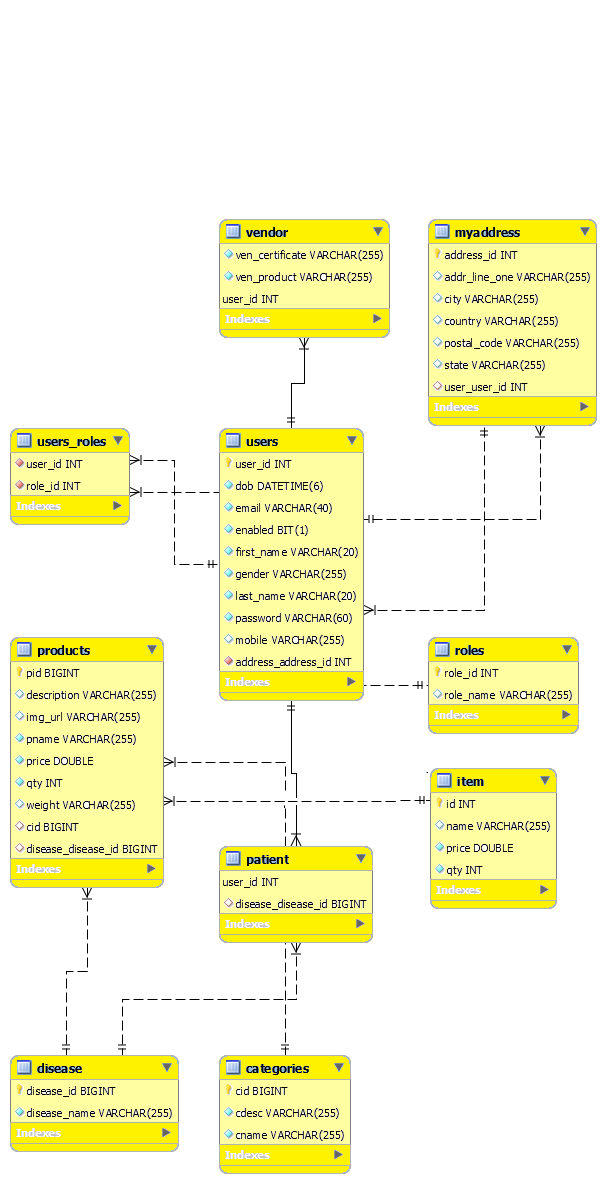 vendor
ven_certificate VARCHAR(255)
ven_product VARCHAR(255)
user_id INT
Indexes
myaddress
address_id INT
addr_line_one VARCHAR(255)
city VARCHAR(255)
country VARCHAR(255)
postal_code VARCHAR(255)
state VARCHAR(255)
user_user_id INT
Indexes
users_roles
user_id INT
role_id INT
Indexes
users
user_id INT
dob DATETIME(6)
email VARCHAR(40)
enabled BIT(1)
first_name VARCHAR(20)
gender VARCHAR(255)
last_name VARCHAR(20)
password VARCHAR(60)
mobile VARCHAR(255)
address_address_id INT
Indexes
products
pid BIGINT
description VARCHAR(255)
img_url VARCHAR(255)
pname VARCHAR(255)
price DOUBLE
qty INT
weight VARCHAR(255)
cid BIGINT
disease_disease_id BIGINT
Indexes
roles
role_id INT
role_name VARCHAR(255)
Indexes
item
id INT
name VARCHAR(255)
price DOUBLE
qty INT
Indexes
patient
user_id INT
disease_disease_id BIGINT
Indexes
disease
disease_id BIGINT
disease_name VARCHAR(255)
Indexes
categories
cid BIGINT
cdesc VARCHAR(255)
cname VARCHAR(255)
Indexes